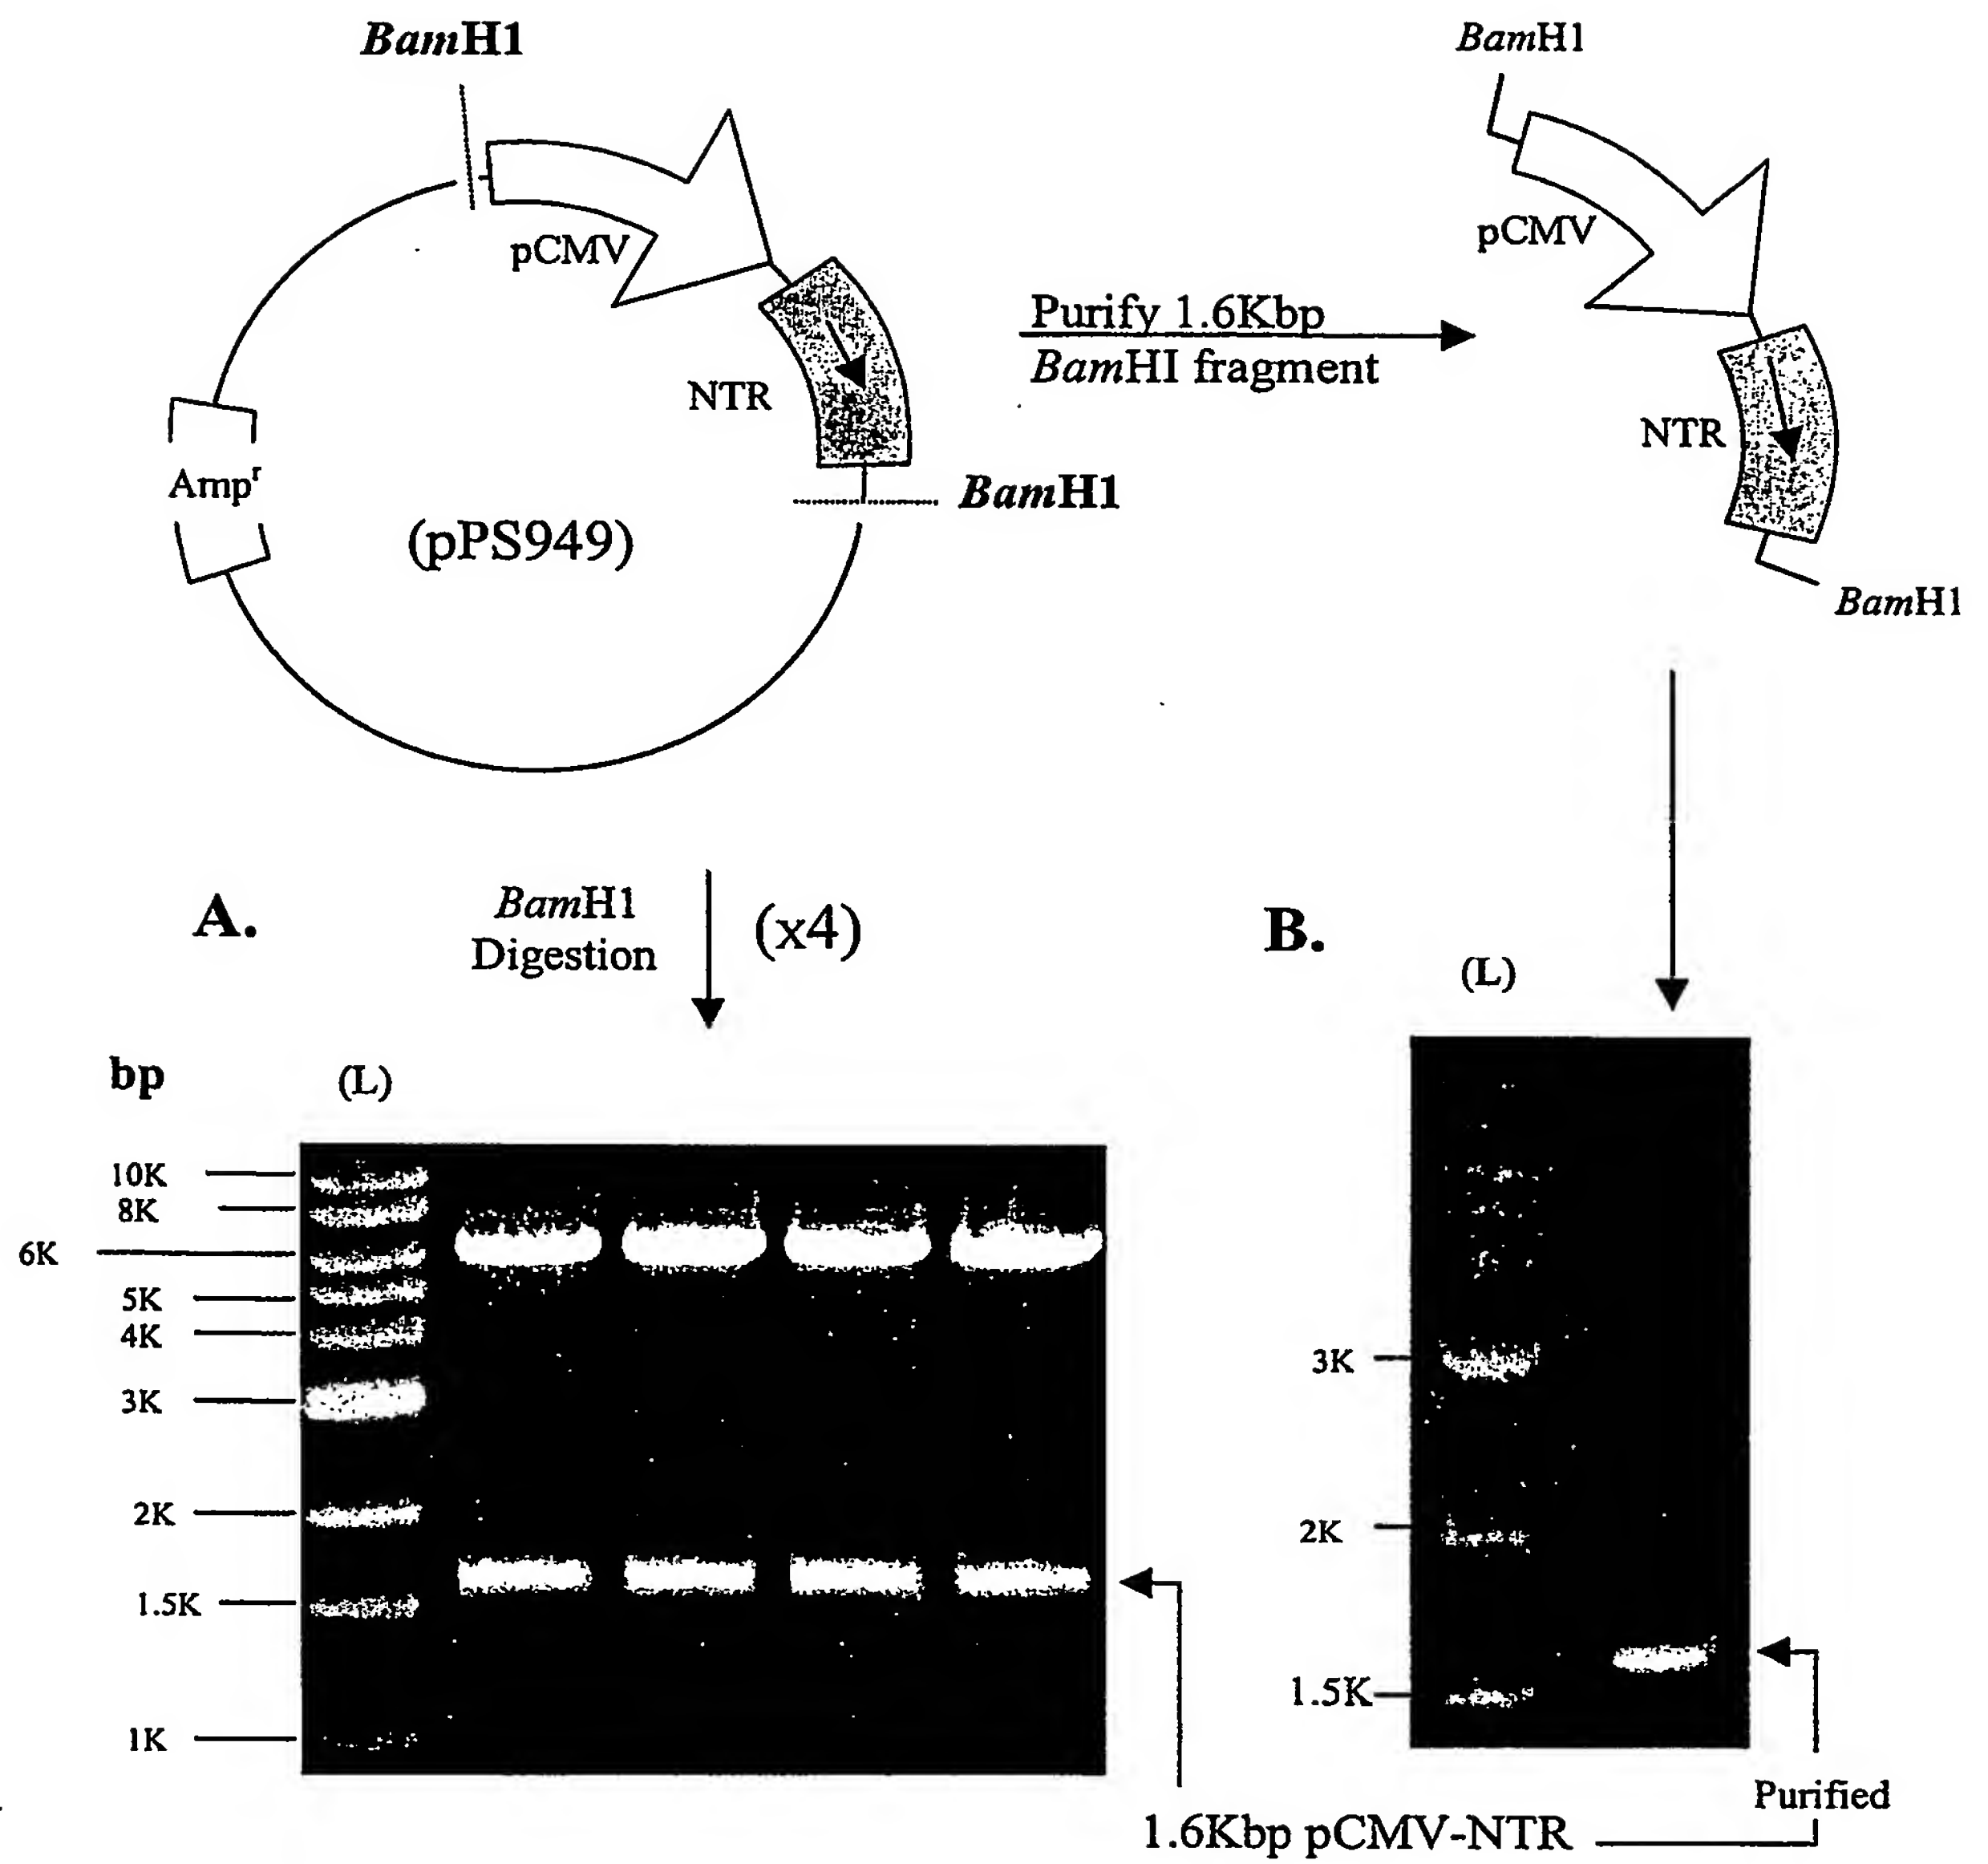 BamH1
BamH1
pCMV
pCMV
Purify 1.6Kbp
BamHI fragment
NTR
NTR
Ampʳ
BamH1
(pPS949)
BamH1
A.
BamH1
Digestion
(x4)
B.
(L)
bp
(L)
10K
8K
6K
5K
4K
3K
2K
1.5K
1K
3K
2K
1.5K
Purified
1.6Kbp pCMV-NTR